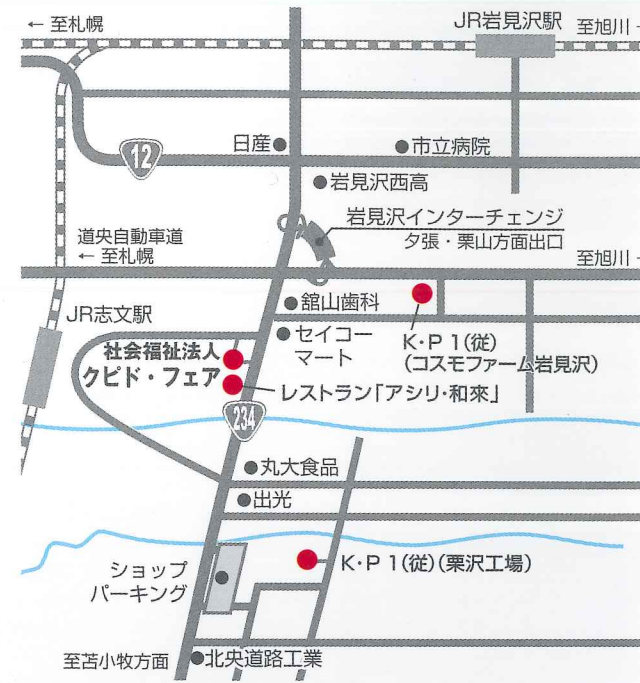 ← 至札幌
JR岩見沢駅
至旭川
12
日産
市立病院
岩見沢西高
岩見沢インターチェンジ
夕張・栗山方面出口
道央自動車道
← 至札幌
至旭川
舘山歯科
JR志文駅
セイコー
マート
K・P 1(従)
(コスモファーム岩見沢)
社会福祉法人
クピド・フェア
レストラン「アシリ・和來」
234
丸大食品
出光
ショップ
パーキング
K・P 1(従)(栗沢工場)
至苫小牧方面
北央道路工業